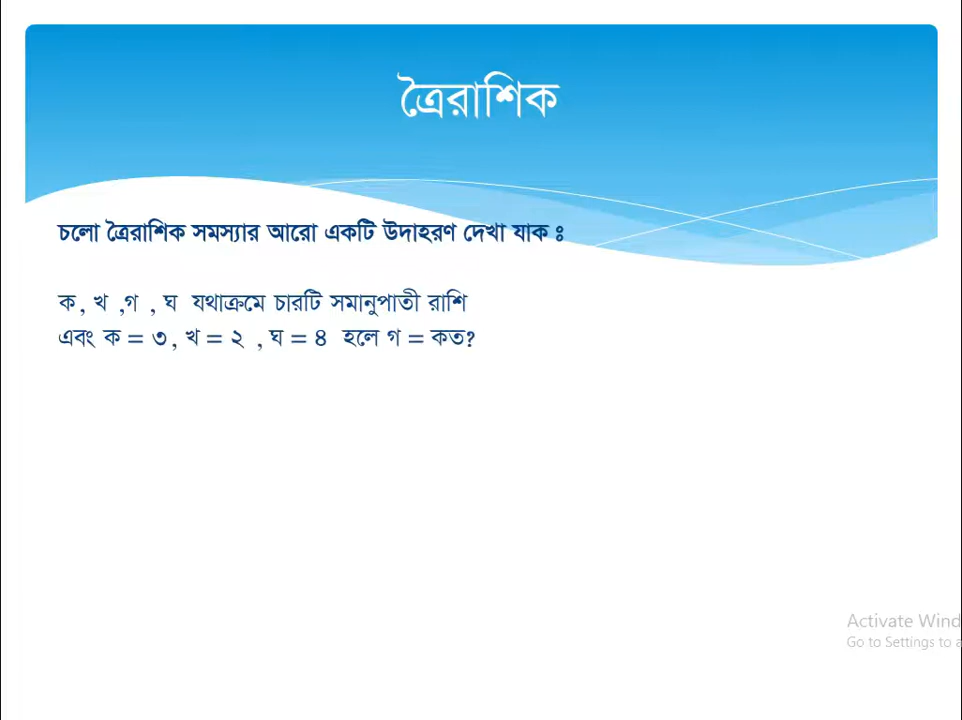 ত্রৈরাশিক
চলো ত্রৈরাশিক সমস্যার আরো একটি উদাহরণ দেখা যাক ঃ
ক, খ ,গ , ঘ যথাক্রমে চারটি সমানুপাতী রাশি
এবং ক = ৩, খ = ২ , ঘ = ৪ হলে গ = কত?
Activate Wind
Go to Settings to a